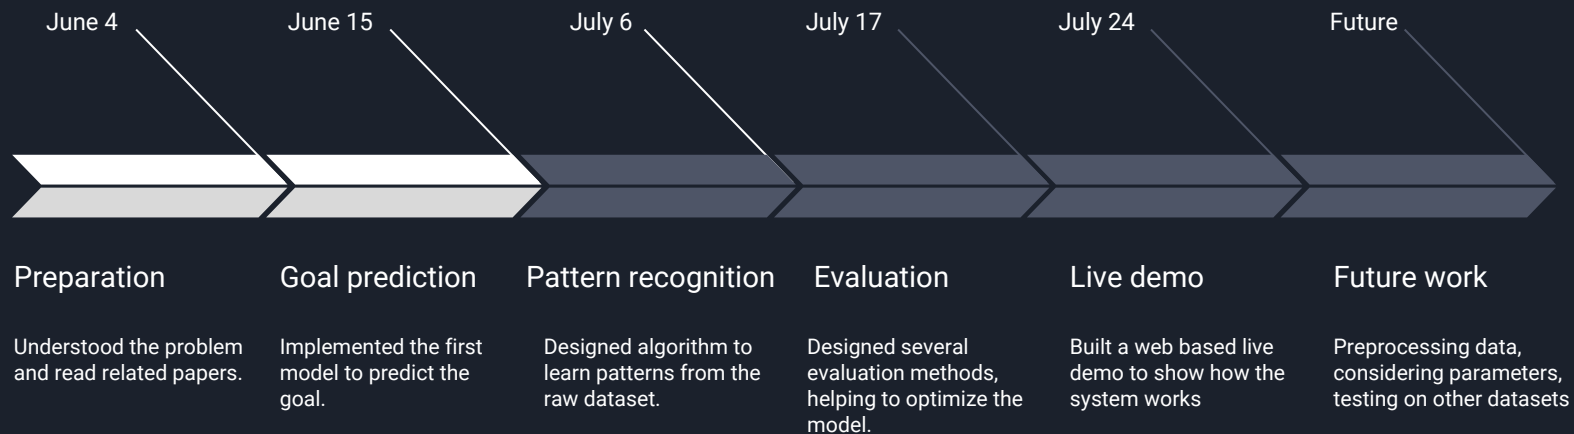 June 4
June 15
July 6
July 17
July 24
Future
Preparation
Goal prediction
Pattern recognition
Evaluation
Live demo
Future work
Understood the problem
and read related papers.
Implemented the first
model to predict the
goal.
Designed algorithm to
learn patterns from the
raw dataset.
Designed several
evaluation methods,
helping to optimize the
model.
Built a web based live
demo to show how the
system works
Preprocessing data,
considering parameters,
testing on other datasets